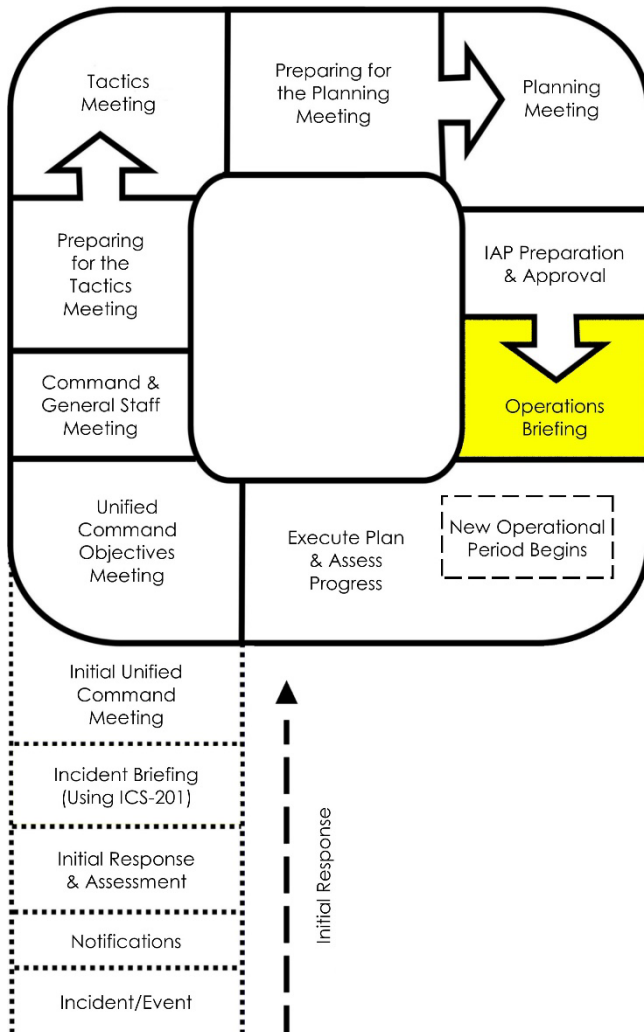 Tactics
Meeting
Preparing for
the Planning
Meeting
Planning
Meeting
Preparing
for the
Tactics
Meeting
IAP Preparation
& Approval
Command &
General Staff
Meeting
Operations
Briefing
Unified
Command
Objectives
Meeting
Execute Plan
& Assess
Progress
New Operational
Period Begins
Initial Unified
Command
Meeting
Incident Briefing
(Using ICS-201)
Initial Response
& Assessment
Notifications
Incident/Event
Initial Response